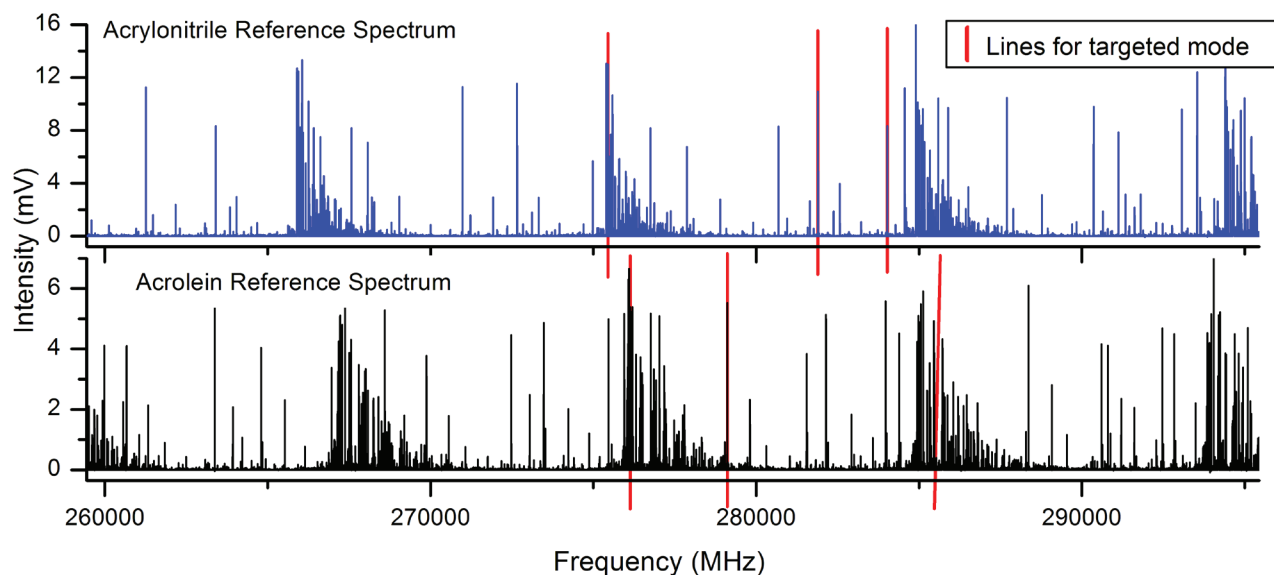 Acrylonitrile Reference Spectrum
Lines for targeted mode
16
12
8
4
0
Acrolein Reference Spectrum
6
4
2
0
Intensity (mV)
260000
270000
280000
290000
Frequency (MHz)